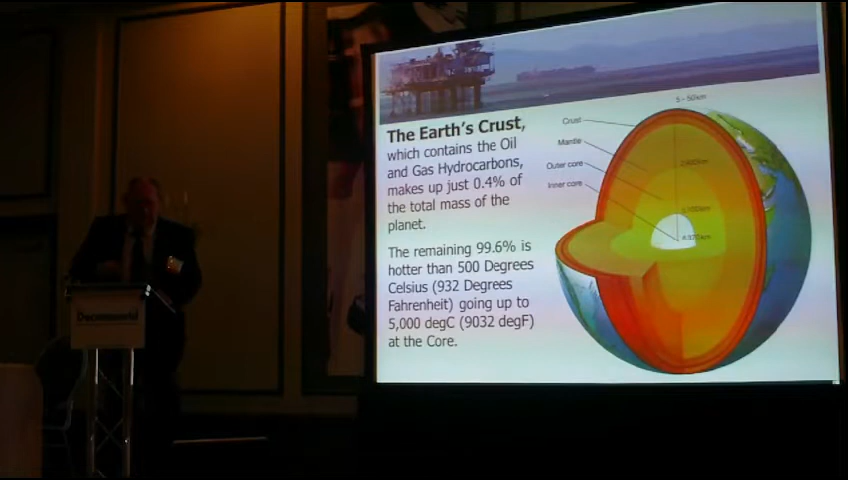 The Earth's Crust,
which contains the Oil
and Gas Hydrocarbons,
makes up just 0.4% of
the total mass of the
planet.
The remaining 99.6% is
hotter than 500 Degrees
Celsius (932 Degrees
Fahrenheit) going up to
5,000 degC (9032 degF)
at the Core.
5 - 50km
Crust
Mantle
Outer core
Inner core